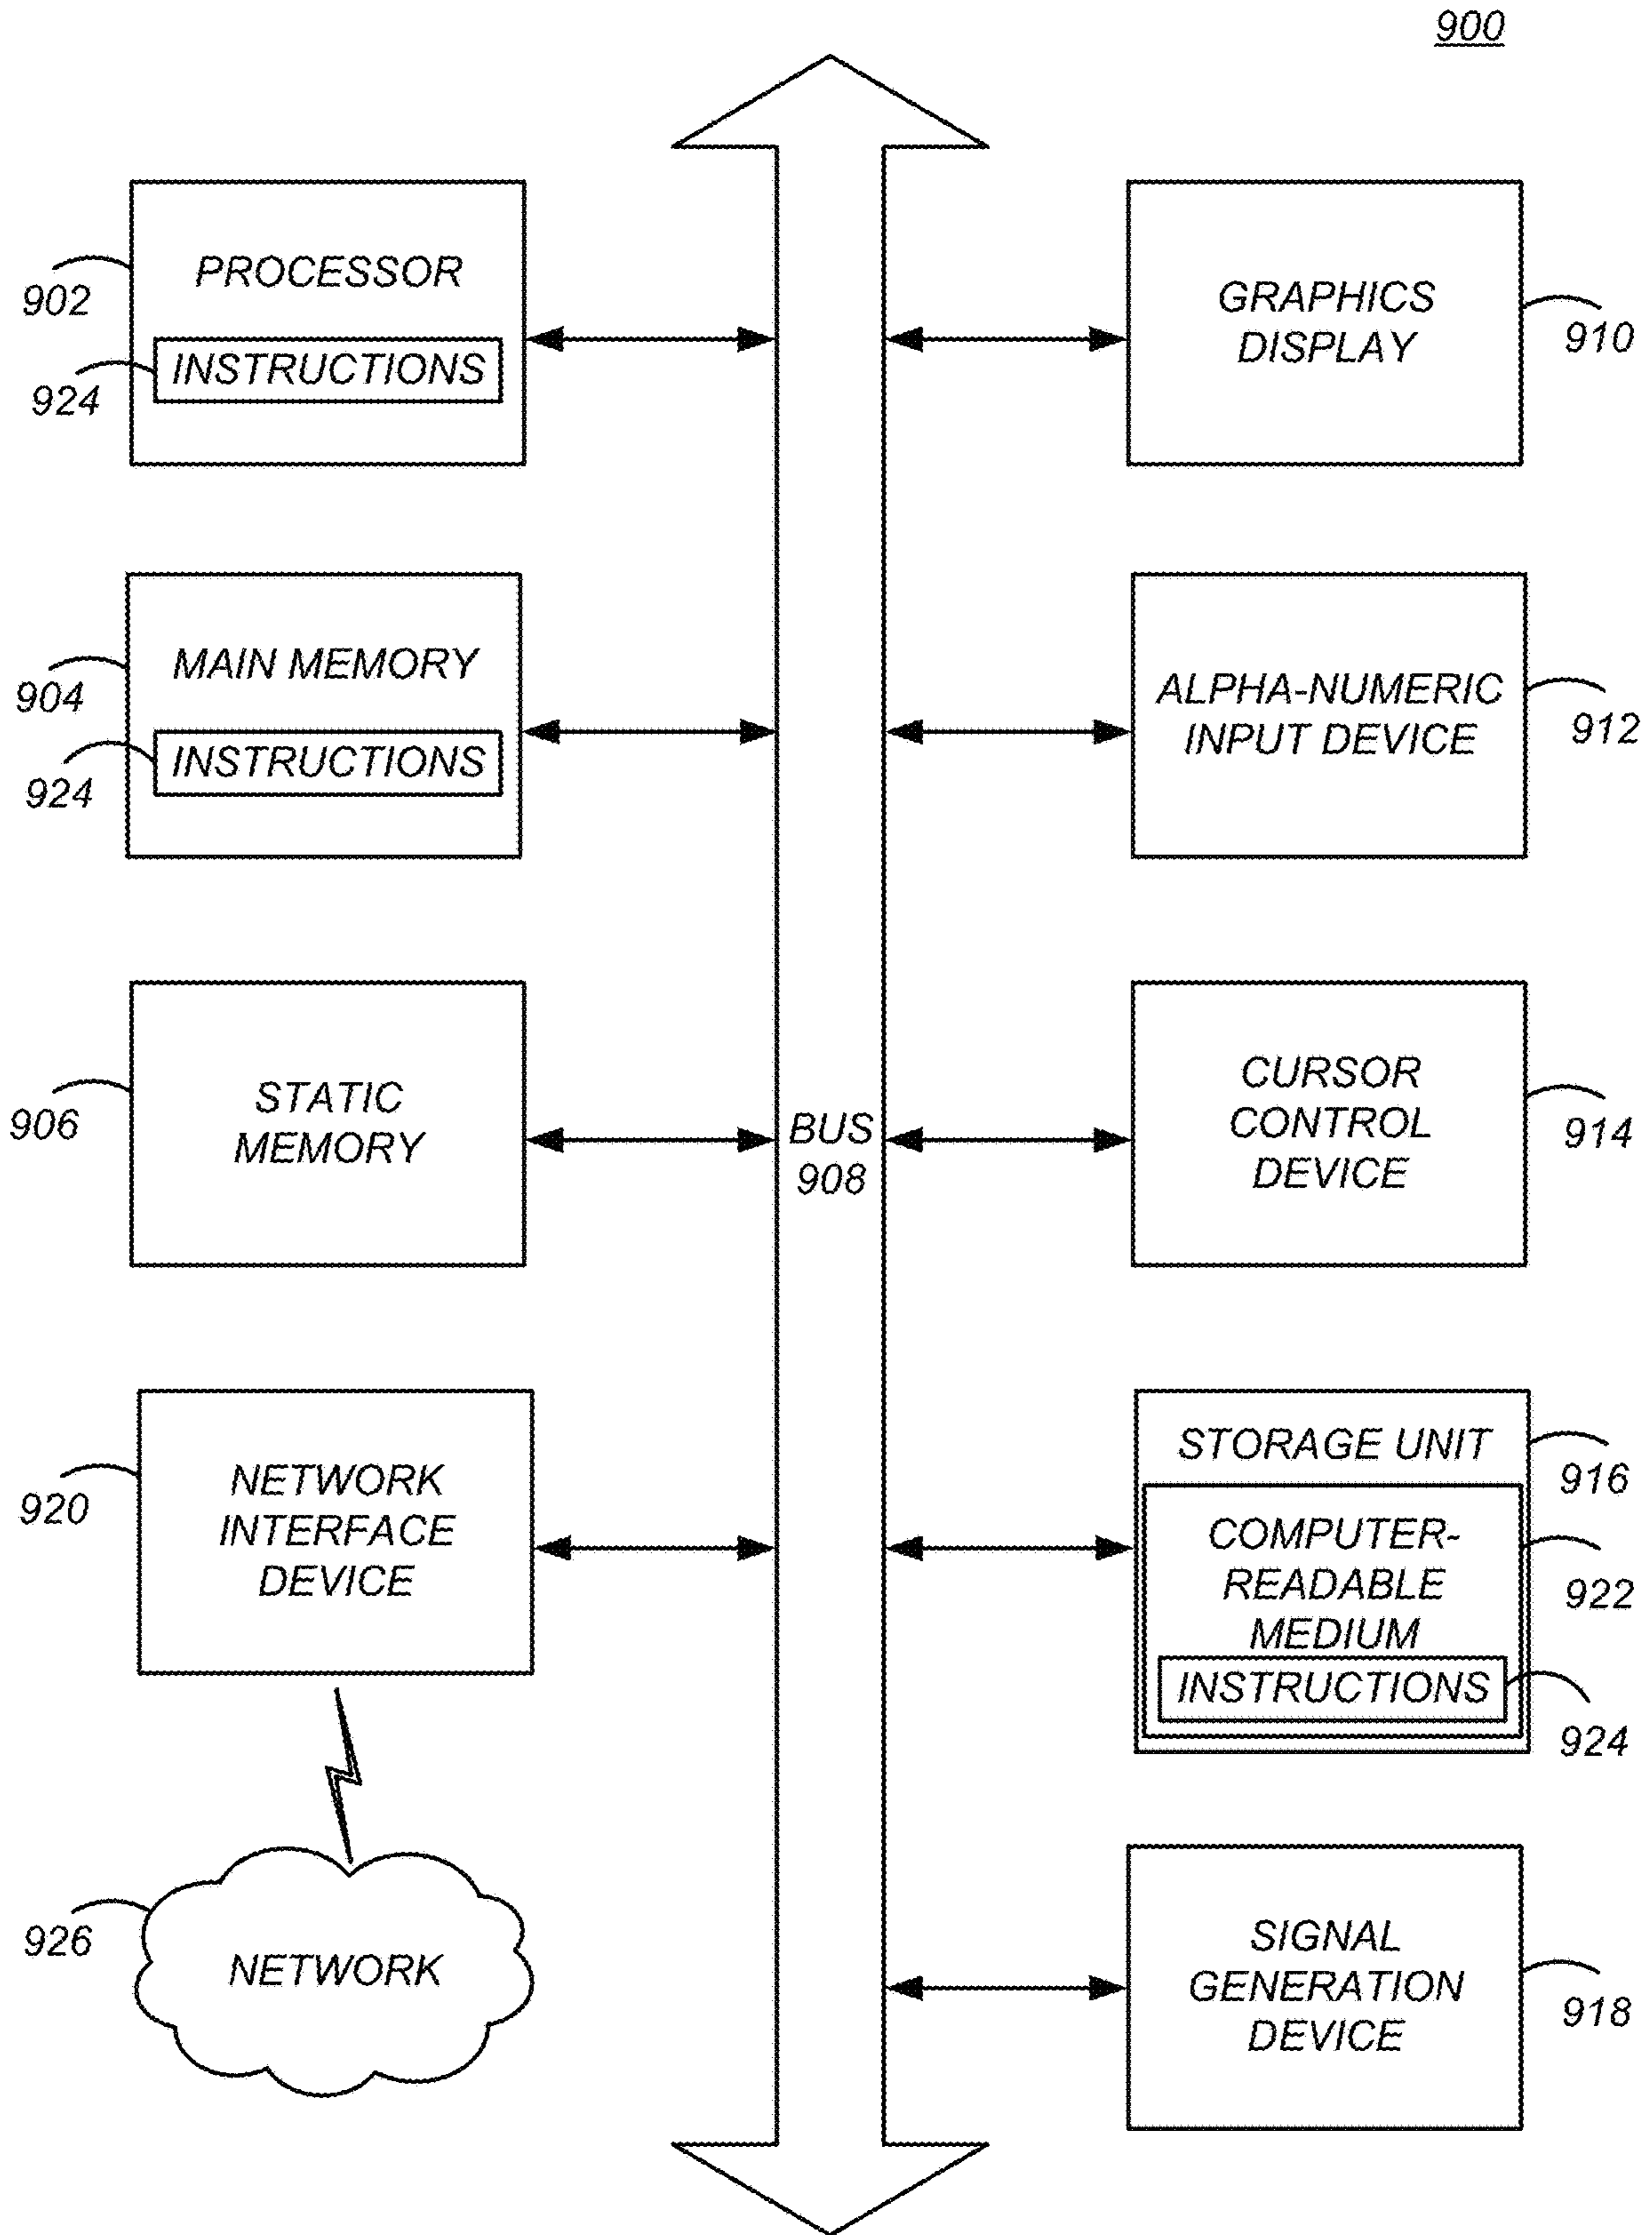 900
PROCESSOR
902
INSTRUCTIONS
924
GRAPHICS
DISPLAY
910
MAIN MEMORY
904
INSTRUCTIONS
924
ALPHA-NUMERIC
INPUT DEVICE
912
STATIC
MEMORY
906
BUS
908
CURSOR
CONTROL
DEVICE
914
NETWORK
INTERFACE
DEVICE
920
STORAGE UNIT
916
COMPUTER-
READABLE
MEDIUM
922
INSTRUCTIONS
924
NETWORK
926
SIGNAL
GENERATION
DEVICE
918